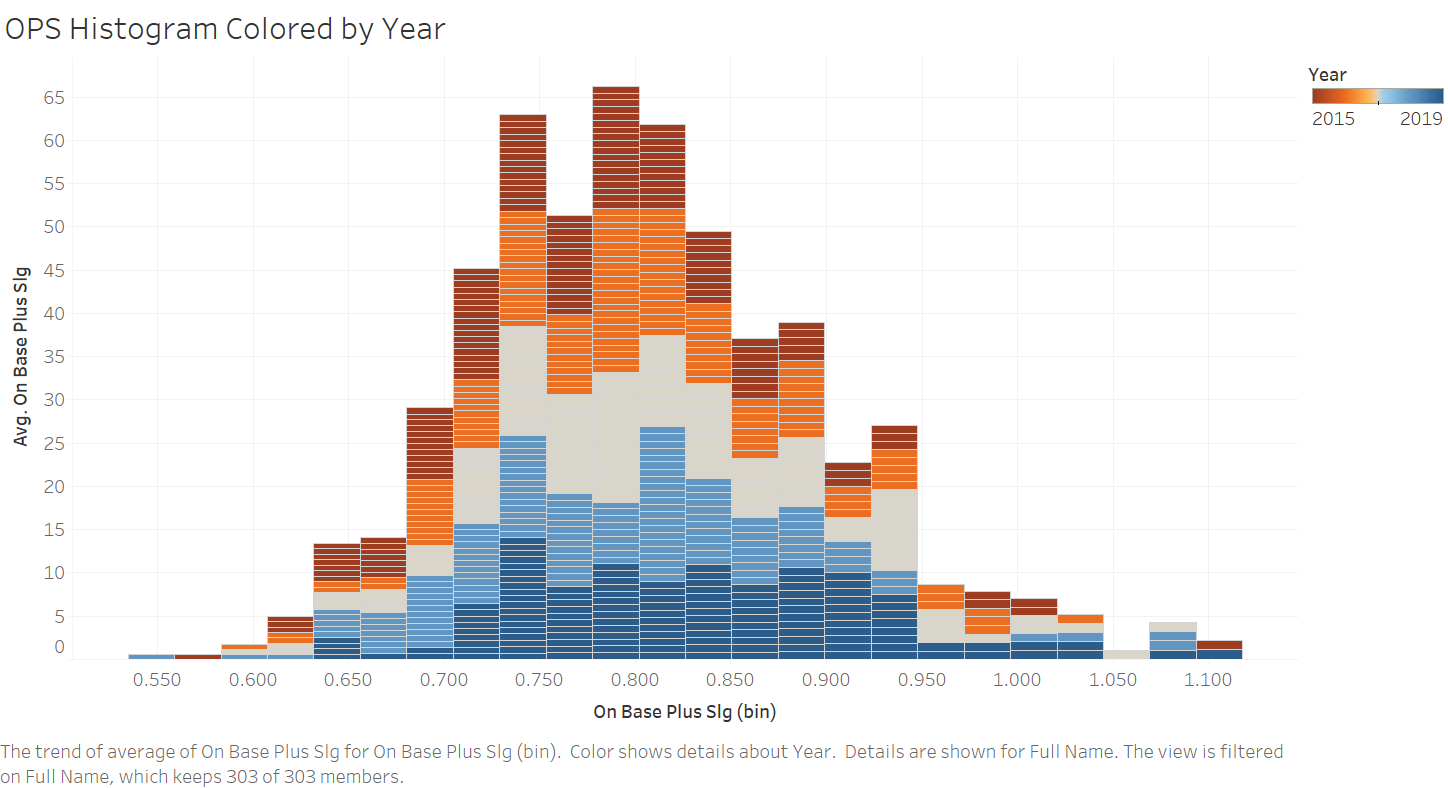 OPS Histogram Colored by Year
Year
2015 2019
65
60
55
50
45
40
35
30
25
20
15
10
5
0
Avg. On Base Plus Slg
0.550 0.600 0.650 0.700 0.750 0.800 0.850 0.900 0.950 1.000 1.050 1.100
On Base Plus Slg (bin)
The trend of average of On Base Plus Slg for On Base Plus Slg (bin).  Color shows details about Year.  Details are shown for Full Name. The view is filtered
on Full Name, which keeps 303 of 303 members.